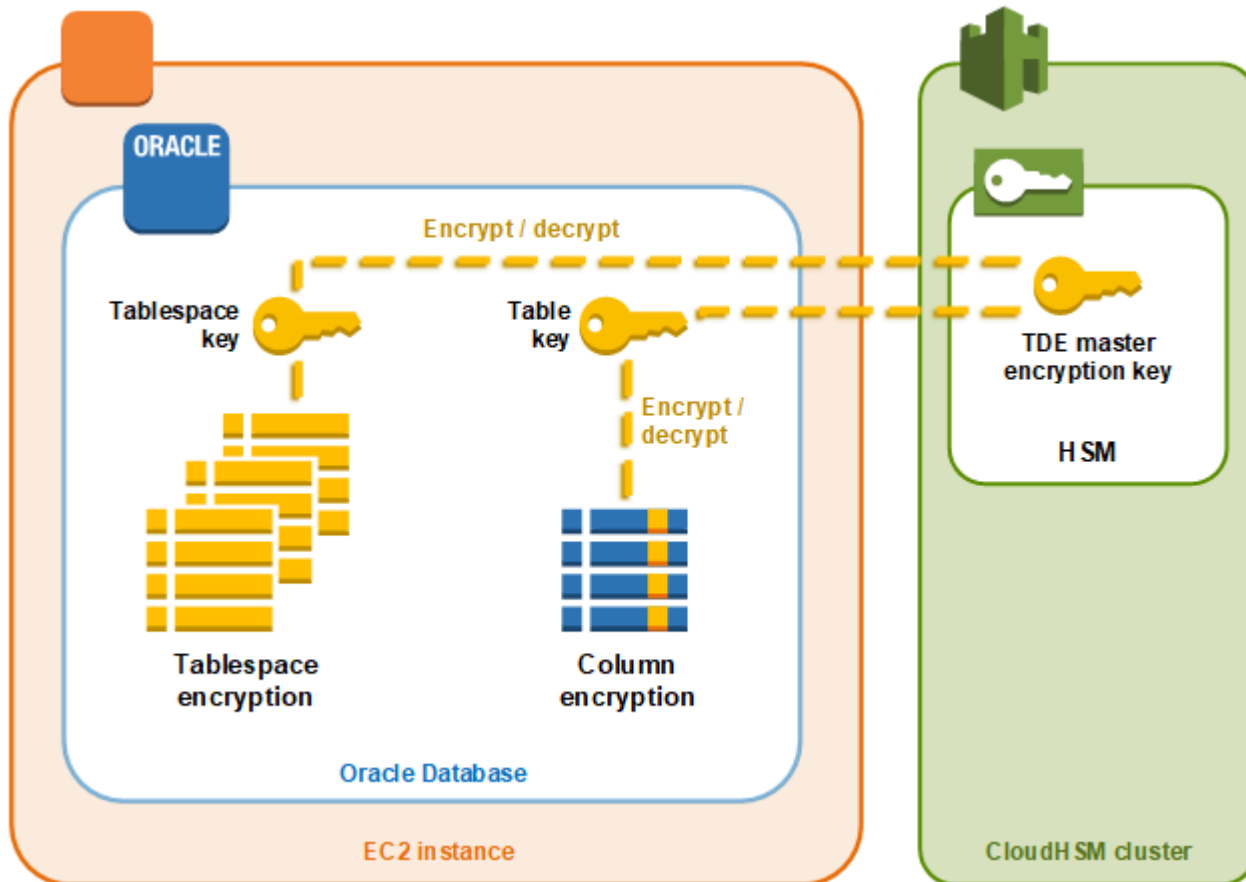 ORACLE
Encrypt / decrypt
Tablespace
key
Table
key
TDE master
encryption key
Encrypt /
decrypt
HSM
Tablespace
encryption
Column
encryption
Oracle Database
EC2 instance
CloudHSM cluster